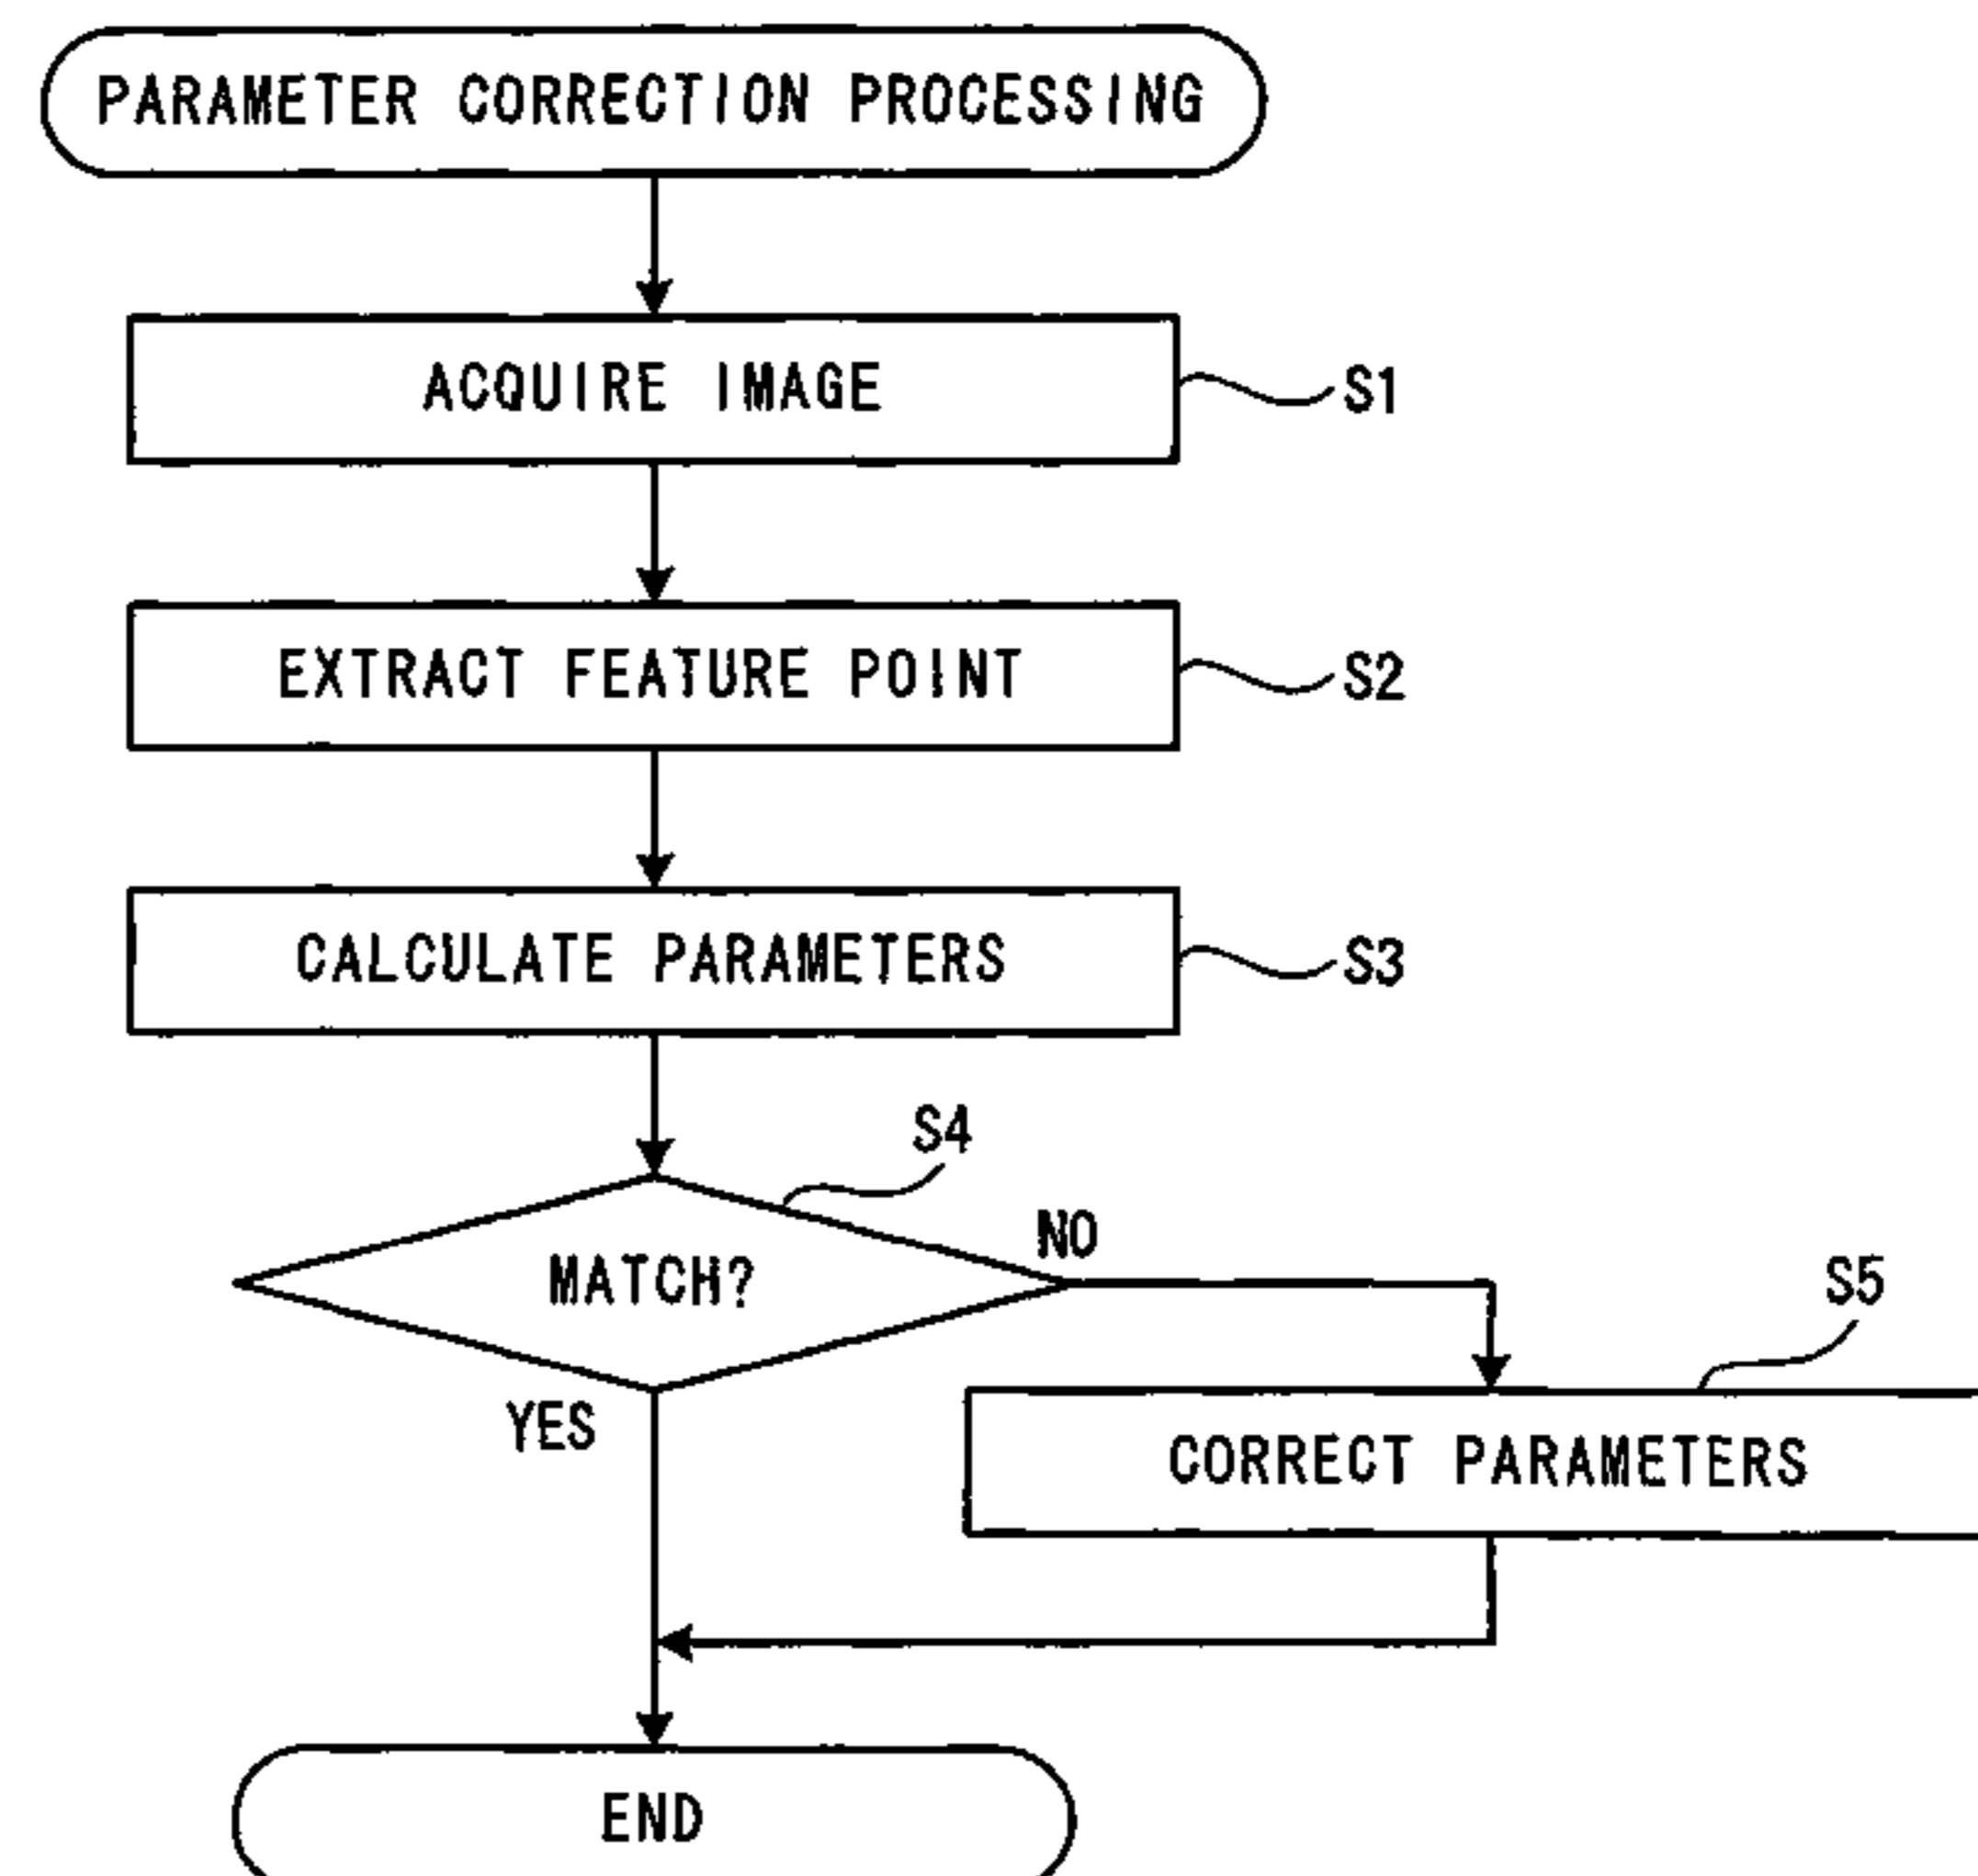 PARAMETER CORRECTION PROCESSING
ACQUIRE IMAGE
S1
EXTRACT FEATURE POINT
S2
CALCULATE PARAMETERS
S3
S4
MATCH?
NO
YES
S5
CORRECT PARAMETERS
END